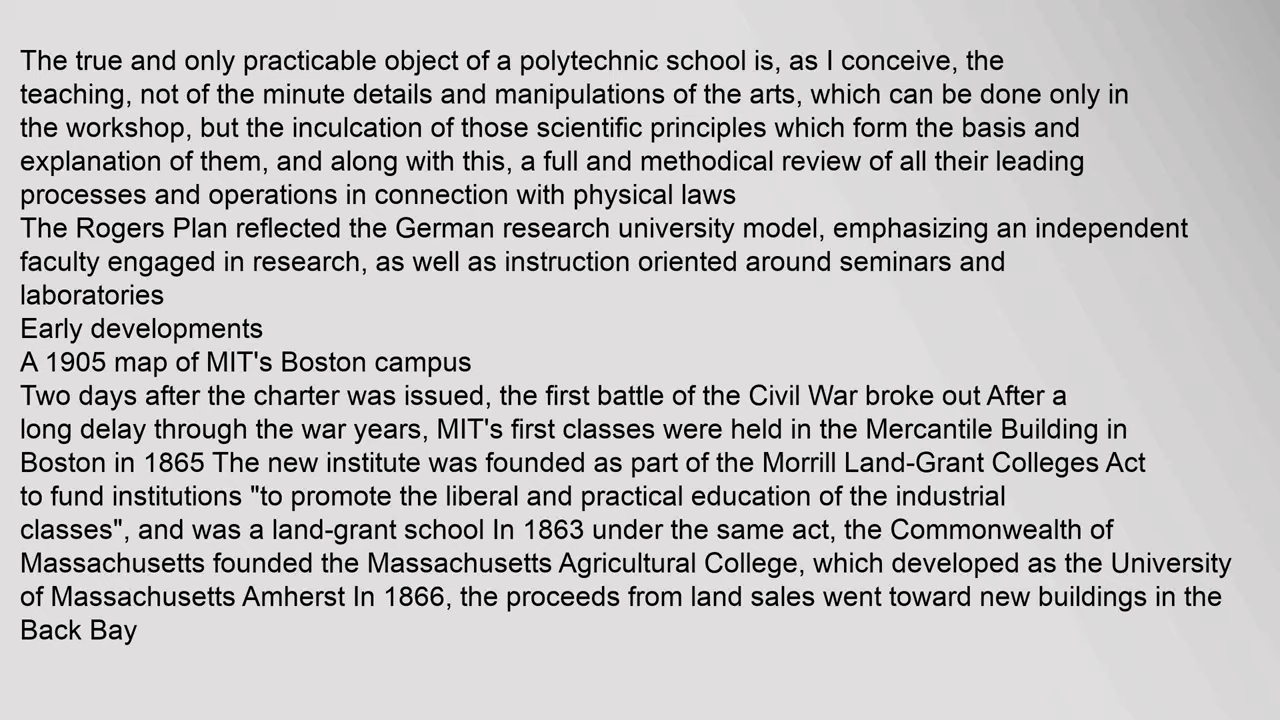 The true and only practicable object of a polytechnic school is, as I conceive, the
teaching, not of the minute details and manipulations of the arts, which can be done only in
the workshop, but the inculcation of those scientific principles which form the basis and
explanation of them, and along with this, a full and methodical review of all their leading
processes and operations in connection with physical laws
The Rogers Plan reflected the German research university model, emphasizing an independent
faculty engaged in research, as well as instruction oriented around seminars and
laboratories
Early developments
A 1905 map of MIT's Boston campus
Two days after the charter was issued, the first battle of the Civil War broke out After a
long delay through the war years, MIT's first classes were held in the Mercantile Building in
Boston in 1865 The new institute was founded as part of the Morrill Land-Grant Colleges Act
to fund institutions "to promote the liberal and practical education of the industrial
classes", and was a land-grant school In 1863 under the same act, the Commonwealth of
Massachusetts founded the Massachusetts Agricultural College, which developed as the University
of Massachusetts Amherst In 1866, the proceeds from land sales went toward new buildings in the
Back Bay